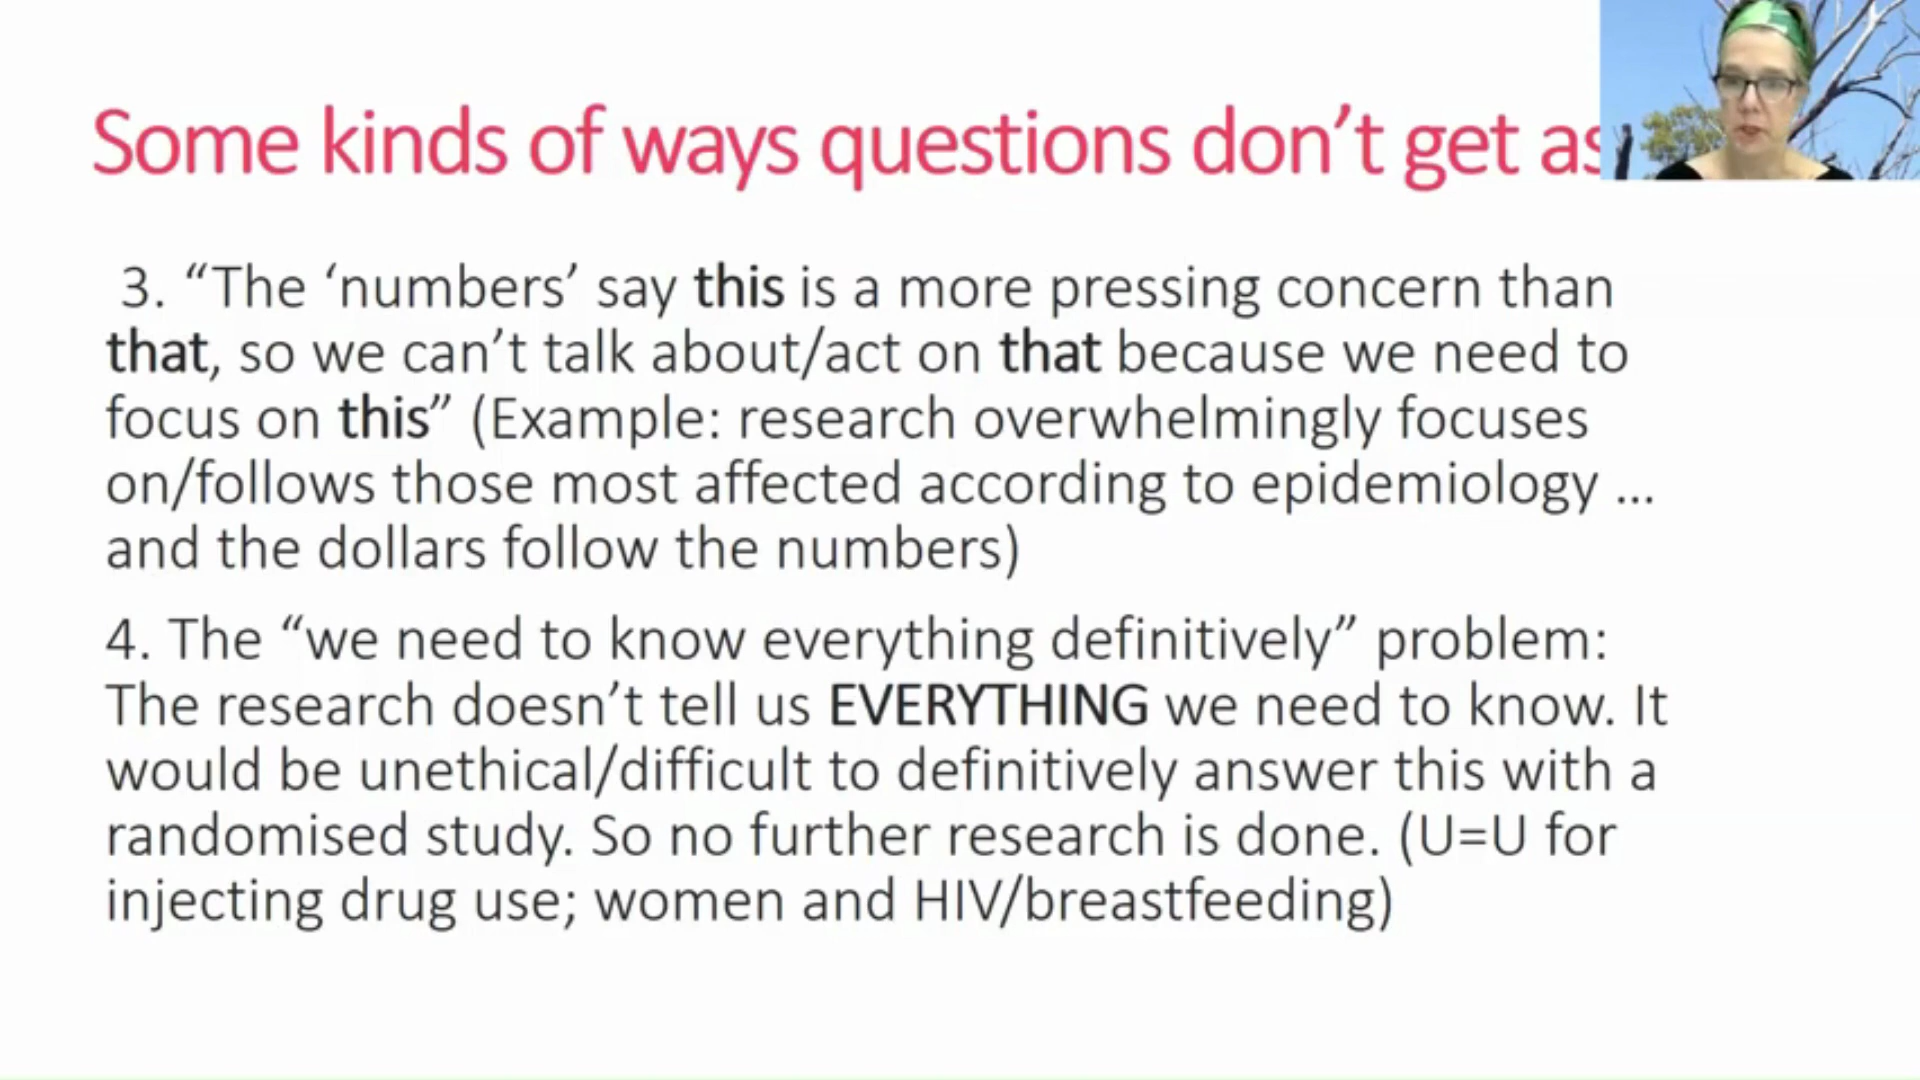 Some kinds of ways questions don’t get
3. “The ‘numbers’ say this is a more pressing concern than
that, so we can’t talk about/act on that because we need to
focus on this” (Example: research overwhelmingly focuses
on/follows those most affected according to epidemiology ...
and the dollars follow the numbers)
4. The “we need to know everything definitively” problem:
The research doesn’t tell us EVERYTHING we need to know. It
would be unethical/difficult to definitively answer this with a
randomised study. So no further research is done. (U=U for
injecting drug use; women and HIV/breastfeeding)